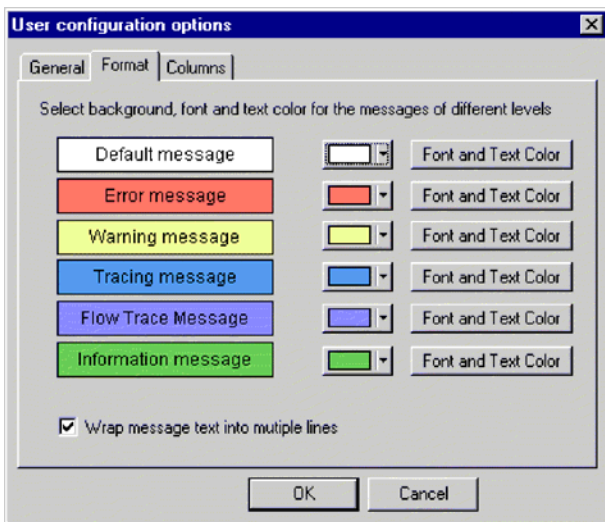 User configuration options
General Format Columns
Select background, font and text color for the messages of different levels
Default message Font and Text Color
Error message Font and Text Color
Warning message Font and Text Color
Tracing message Font and Text Color
Flow Trace Message Font and Text Color
Information message Font and Text Color
Wrap message text into mutiple lines
OK Cancel